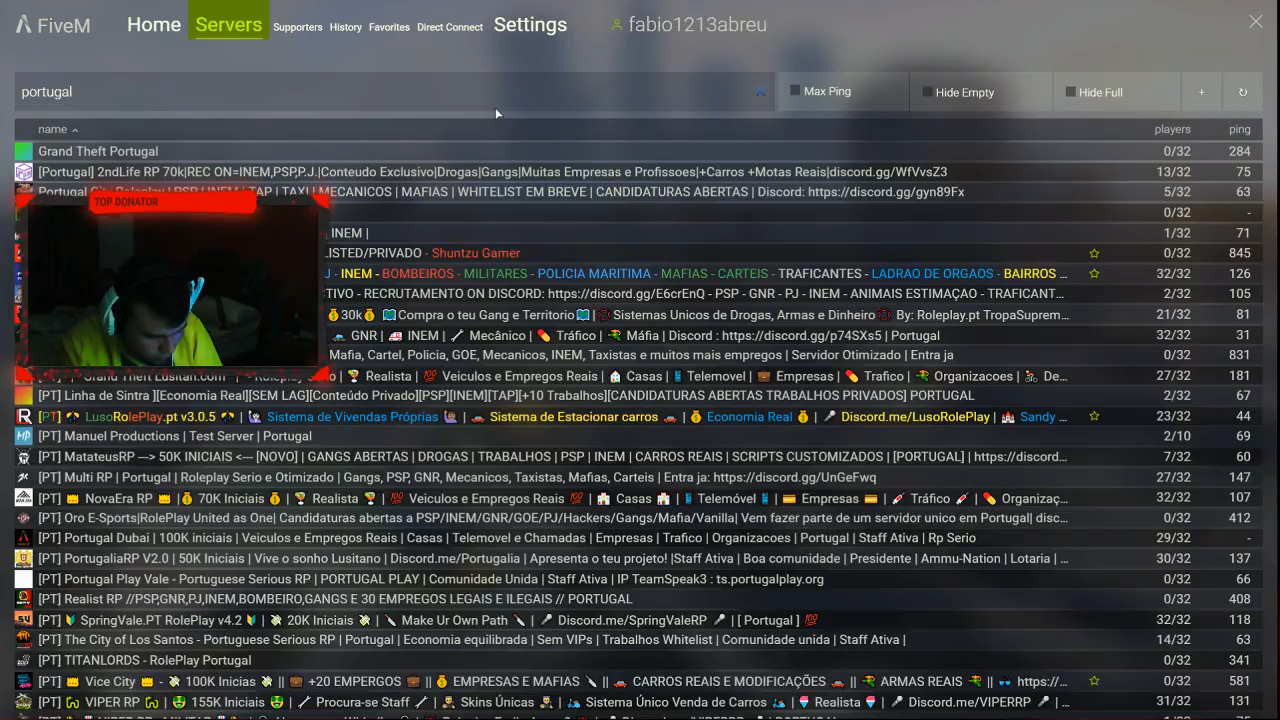 FiveM Home Servers Supporters History Favorites Direct Connect Settings fabio1213abreu
portugal Max Ping Hide Empty Hide Full + ↻
name players ping
Grand Theft Portugal 0/32 284
[Portugal] 2ndLife RP 70k|REC ON=INEM,PSP,P.J.|Conteudo Exclusivo|Drogas|Gangs|Muitas Empresas e Profissoes|+Carros +Motas Reais|discord.gg/WfVvsZ3 13/32 75
Portugal City Roleplay | PSP | INEM | TAP | TAXI | MECANICOS | MAFIAS | WHITELIST EM BREVE | CANDIDATURAS ABERTAS | Discord: https://discord.gg/gyn89Fx 5/32 63
TOP DONATOR
0/32 -
INEM | 1/32 71
LISTED/PRIVADO - Shuntzu Gamer 0/32 845
J - INEM - BOMBEIROS - MILITARES - POLICIA MARITIMA - MAFIAS - CARTEIS - TRAFICANTES - LADRAO DE ORGAOS - BAIRROS ... 32/32 126
TIVO - RECRUTAMENTO ON DISCORD: https://discord.gg/E6crEnQ - PSP - GNR - PJ - INEM - ANIMAIS ESTIMAÇAO - TRAFICANT... 2/32 105
💰30k💰🗺️Compra o teu Gang e Territorio🗺️| 💢Sistemas Unicos de Drogas, Armas e Dinheiro💢| By: Roleplay.pt TropaSuprem... 21/32 81
🚓 GNR | 🚑 INEM | 🔧 Mecânico | 💊 Tráfico | 🔫 Máfia | Discord : https://discord.gg/p74SXs5 | Portugal 32/32 31
Mafia, Cartel, Policia, GOE, Mecanicos, INEM, Taxistas e muitos mais empregos | Servidor Otimizado | Entra ja 0/32 831
Grand Theft Lusitan.com 🏆 Realista 🏆 💯 Veiculos e Empregos Reais | 🏠 Casas | 📱 Telemovel | 💼 Empresas | 💊 Trafico | 🔫 Organizacoes | 🚴 De... 27/32 181
[PT] Linha de Sintra ][Economia Real][SEM LAG][Conteúdo Privado][PSP][INEM][TAP][+10 Trabalhos][CANDIDATURAS ABERTAS TRABALHOS PRIVADOS] PORTUGAL 2/32 67
[PT] LusoRolePlay.pt v3.0.5 | Sistema de Vivendas Próprias | 🚗 Sistema de Estacionar carros 🚗 | 💰 Economia Real 💰 | 🎤 Discord.me/LusoRolePlay | 🏰 Sandy ... 23/32 44
[PT] Manuel Productions | Test Server | Portugal 2/10 69
[PT] MatateusRP —> 50K INICIAIS <— [NOVO] | GANGS ABERTAS | DROGAS | TRABALHOS | PSP | INEM | CARROS REAIS | SCRIPTS CUSTOMIZADOS | [PORTUGAL] | https://discord... 7/32 60
[PT] Multi RP | Portugal | Roleplay Serio e Otimizado | Gangs, PSP, GNR, Mecanicos, Taxistas, Mafias, Carteis | Entra ja: https://discord.gg/UnGeFwq 27/32 147
[PT] 👑 NovaEra RP 👑 |💰 70K Iniciais 💰| 🏆 Realista 🏆 | 💯 Veiculos e Empregos Reais 💯 | 🏠 Casas 🏠 | 📱 Telemóvel | 💳 Empresas 💳 | 💉 Tráfico 💉 | 💊 Organizaç... 32/32 107
[PT] Oro E-Sports|RolePlay United as One| Candidaturas abertas a PSP/INEM/GNR/GOE/PJ/Hackers/Gangs/Mafia/Vanilla| Vem fazer parte de um servidor unico em Portugal| disc... 0/32 412
[PT] Portugal Dubai | 100K iniciais | Veiculos e Empregos | Casas | Telemovel e Chamadas | Empresas | Trafico | Organizacoes | Portugal | Staff Ativa | Rp Serio 29/32 -
[PT] PortugaliaRP V2.0 | 50K Iniciais | Vive o sonho Lusitano | Discord.me/Portugalia | Apresenta o teu projeto! |Staff Ativa | Boa comunidade | Presidente | Ammu-Nation | Lotaria | ... 30/32 137
[PT] Portugal Play Vale - Portuguese Serious RP | PORTUGAL PLAY | Comunidade Unida | Staff Ativa | IP TeamSpeak3 : ts.portugalplay.org 0/32 66
[PT] Realist RP //PSP,GNR,PJ,INEM,BOMBEIRO,GANGS E 30 EMPREGOS LEGAIS E ILEGAIS // PORTUGAL 0/32 408
[PT] 🔰 SpringVale.PT RolePlay v4.2 🔰 | 💸 20K Iniciais 💸 | 🔪 Make Ur Own Path 🔪 | 🎤 Discord.me/SpringValeRP 🎤 | [ Portugal ] 💯 32/32 118
[PT] The City of Los Santos - Portuguese Serious RP | Portugal | Economia equilibrada | Sem VIPs | Trabalhos Whitelist | Comunidade unida | Staff Ativa | 14/32 63
[PT] TITANLORDS - RolePlay Portugal 0/32 341
[PT] 👑 Vice City 👑 - 💸 100K Inicias 💸 || 💼 +20 EMPERGOS 💼 || 💰 EMPRESAS E MAFIAS 🔪 || 🚗 CARROS REAIS E MODIFICAÇÕES 🚗 || 🔫 ARMAS REAIS 🔫 || 👓 https:/... 0/32 581
[PT] 🐍 VIPER RP 🐍 | 🤑 155K Iniciais 🤑 | 🔧 Procura-se Staff 🔧 | 💄 Skins Únicas 💄 | Sistema Único Venda de Carros | 🍧 Realista 🍧 | 🎤 Discord.me/VIPERRP 🎤 | ... 31/32 131